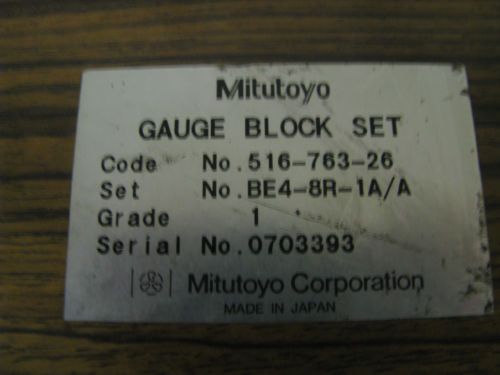 Mitutoyo
GAUGE BLOCK SET
Code No.516-763-26
Set No.BE4-8R-1A/A
Grade 1
Serial No.0703393
Mitutoyo Corporation
MADE IN JAPAN